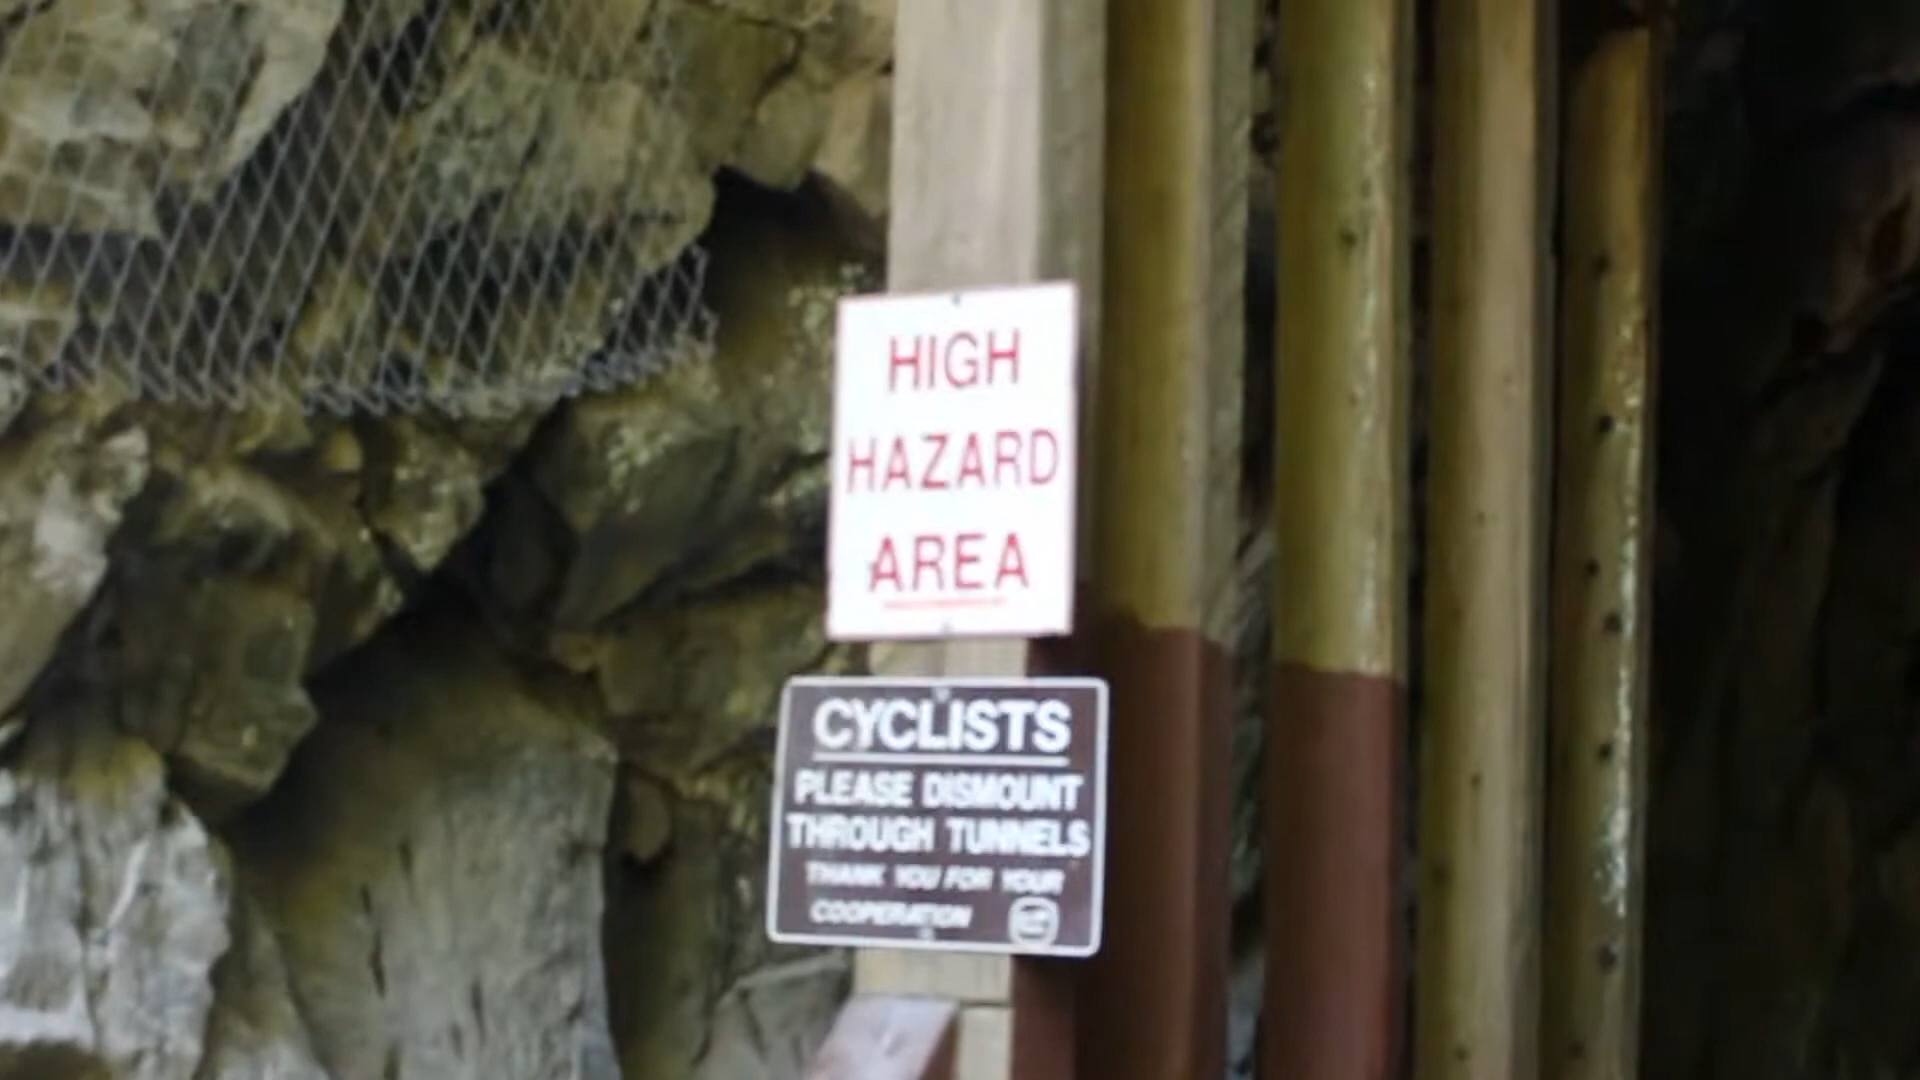 HIGH
HAZARD
AREA
CYCLISTS
PLEASE DISMOUNT
THROUGH TUNNELS
THANK YOU FOR YOUR
COOPERATION